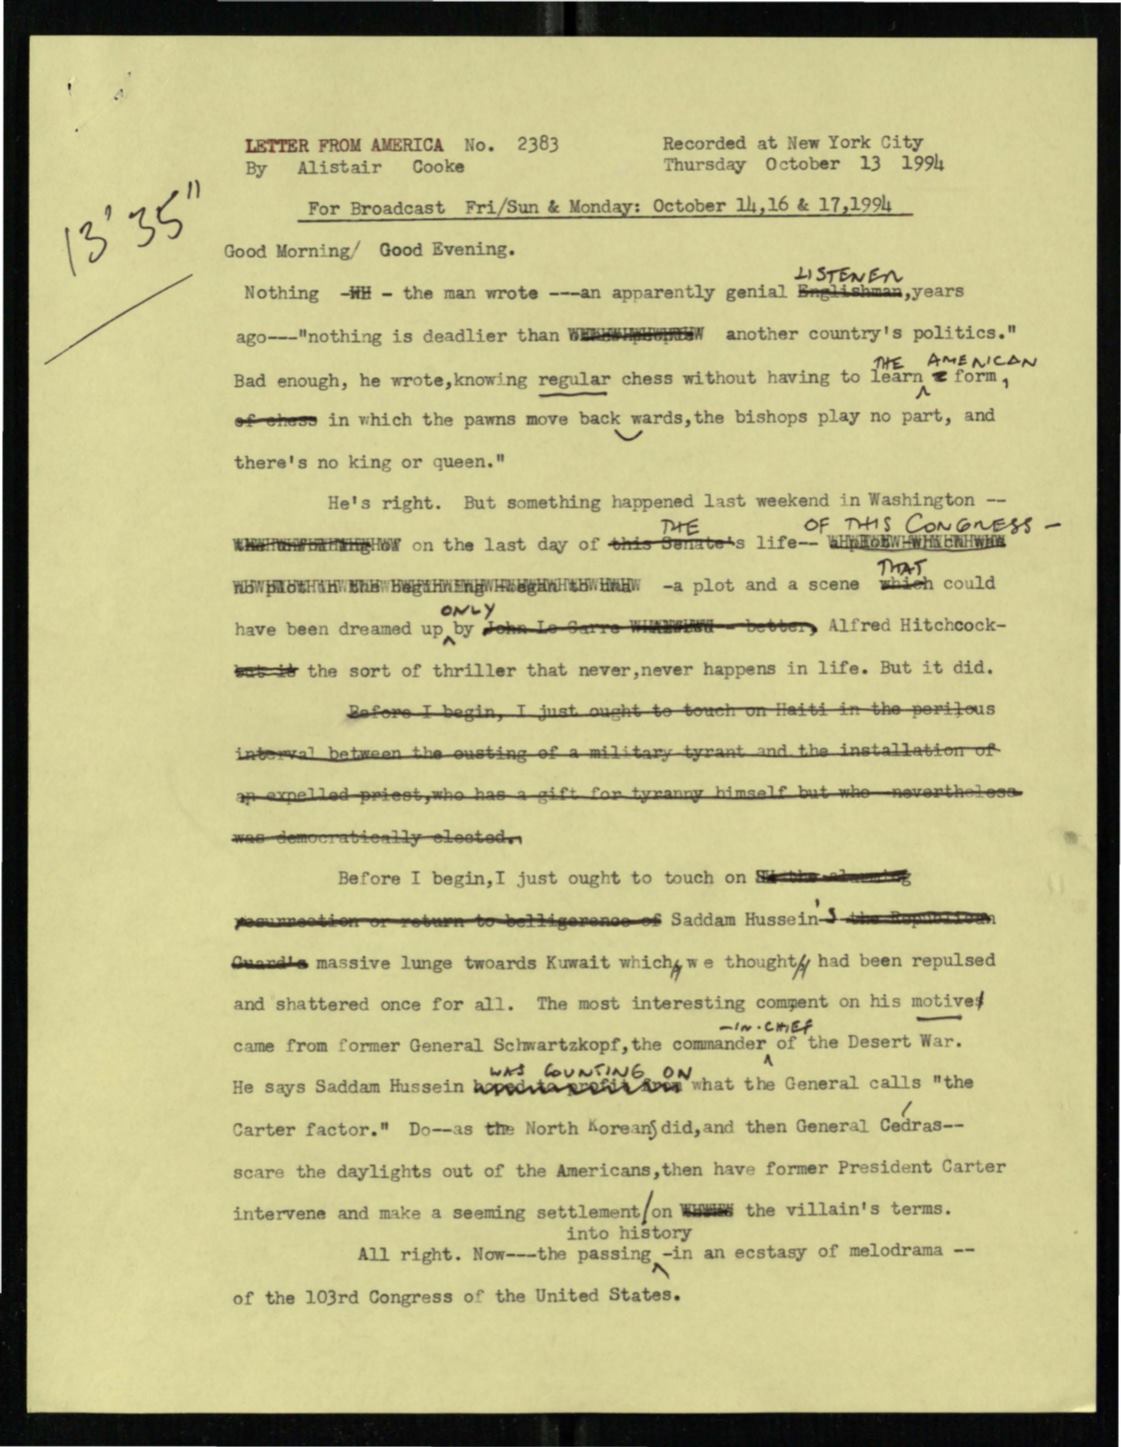 LETTER FROM AMERICA No. 2383 Recorded at New York City
By Alistair Cooke Thursday October 13 1994
13' 35"
For Broadcast Fri/Sun & Monday: October 14,16 & 17,1994
Good Morning/ Good Evening.
LISTENER
Nothing -WH - the man wrote ---an apparently genial Englishman,years
ago---"nothing is deadlier than another country's politics."
THE AMERICAN
Bad enough, he wrote,knowing regular chess without having to learn form,
of chess in which the pawns move back wards,the bishops play no part, and
there's no king or queen."
He's right. But something happened last weekend in Washington --
THE OF THIS CONGRESS -
on the last day of this Senate's life--
THAT
-a plot and a scene which could
ONLY
have been dreamed up by John Le Carre - better, Alfred Hitchcock-
but it the sort of thriller that never,never happens in life. But it did.
Before I begin, I just ought to touch on Haiti in the perilous
interval between the ousting of a military tyrant and the installation of
an expelled priest,who has a gift for tyranny himself but who nevertheless
was democratically elected.
Before I begin,I just ought to touch on
resurrection or return to belligerence of Saddam Hussein's the Republican
Guard's massive lunge twoards Kuwait which, we thought, had been repulsed
and shattered once for all. The most interesting comment on his motives
-IN-CHIEF
came from former General Schwartzkopf,the commander of the Desert War.
WAS COUNTING ON
He says Saddam Hussein hoped to profit from what the General calls "the
Carter factor." Do--as the North Koreans did,and then General Cédras--
scare the daylights out of the Americans,then have former President Carter
intervene and make a seeming settlement/on the villain's terms.
into history
All right. Now---the passing -in an ecstasy of melodrama --
of the 103rd Congress of the United States.